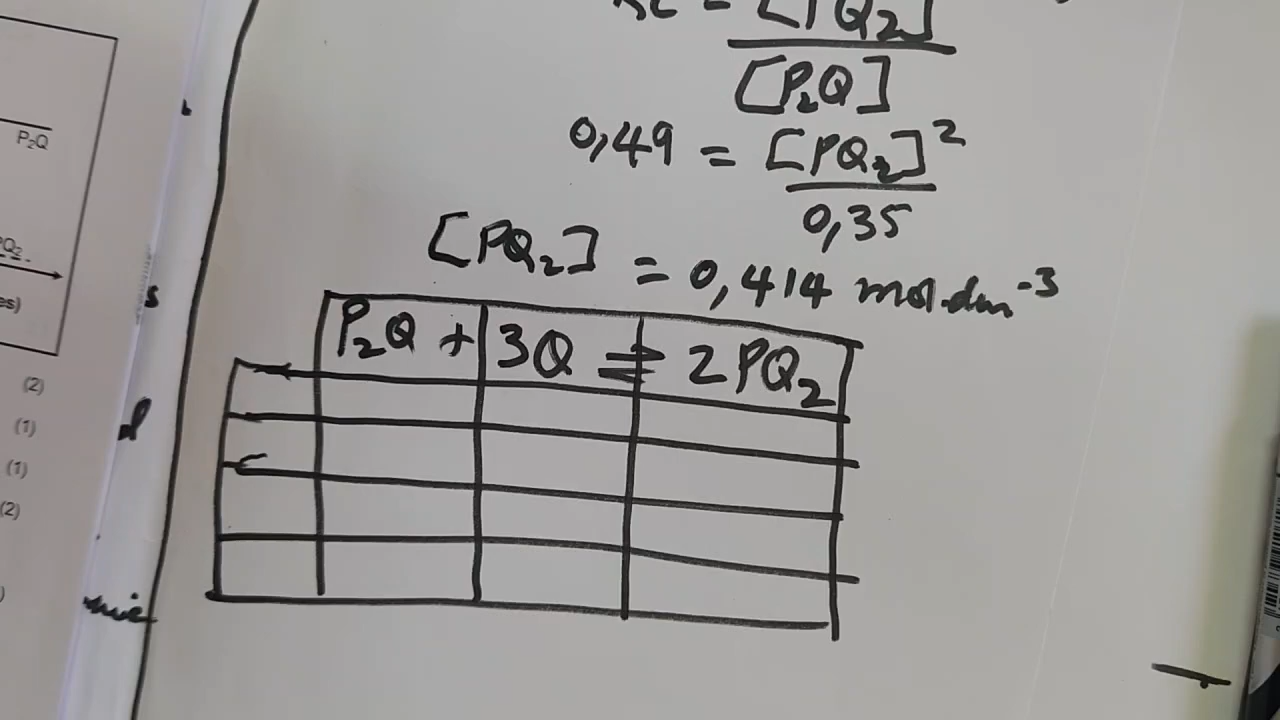 [PQ₂]
[P₂Q]
0,49 = [PQ₂]²
0,35
[PQ₂] = 0,414 mol.dm⁻³
P₂Q + 3Q ⇌ 2PQ₂
P₂Q
PQ₂
es)
(2)
(1)
(1)
(2)